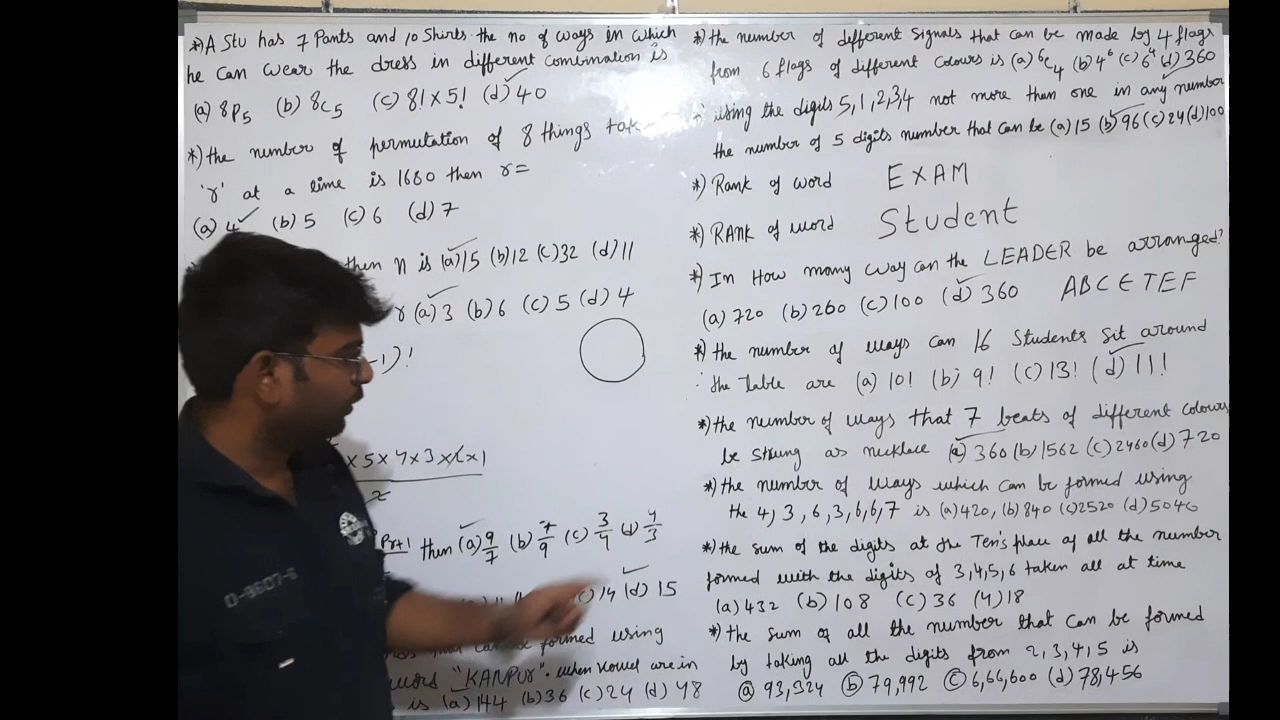 *) A Stu has 7 Pants and 10 Shirts. the no of ways in which
he can wear the dress in different combination is
(a) 8P5 (b) 8C5 (c) 8! X 5! (d) 40
*) the number of permutation of 8 things
'r' at a time is 1680 then r =
(a) 4 (b) 5 (c) 6 (d) 7
then n is (a) 15 (b) 12 (c) 32 (d) 11
r (a) 3 (b) 6 (c) 5 (d) 4
-1)!
x 5 x 4 x 3 x 2 x 1
2
Pr+1 then (a) 9/7 (b) 7/9 (c) 3/4 (d) 4/3
14 (d) 15
formed using
word "KANPUr". when vowel are in
is (a) 144 (b) 36 (c) 24 (d) 48
D-9607-6
*) the number of different signals that can be made by 4 flags
from 6 flags of different colours is (a) 6C4 (b) 4^6 (c) 6^4 (d) 360
using the digits 5,1,2,3,4 not more then one in any number
the number of 5 digits number that can be (a) 15 (b) 96 (c) 24 (d) 100
*) Rank of word EXAM
*) RANK of word Student
*) In How many way can the LEADER be arranged?
(a) 720 (b) 260 (c) 100 (d) 360 ABCETEF
*) the number of ways can 16 Students sit around
the table are (a) 10! (b) 9! (c) 13! (d) 11!
*) the number of ways that 7 beats of different colours
be strung as necklace (a) 360 (b) 1562 (c) 2460 (d) 720
*) the number of ways which can be formed using
the 4, 3, 6, 3, 6, 6, 7 is (a) 420, (b) 840 (c) 2520 (d) 5040
*) the sum of the digits at the Ten's place of all the number
formed with the digits of 3,4,5,6 taken all at time
(a) 432 (b) 108 (c) 36 (4) 18
*) the sum of all the number that can be formed
by taking all the digits from 2, 3, 4, 5 is
(a) 93,324 (b) 79,992 (c) 6,66,600 (d) 78,456